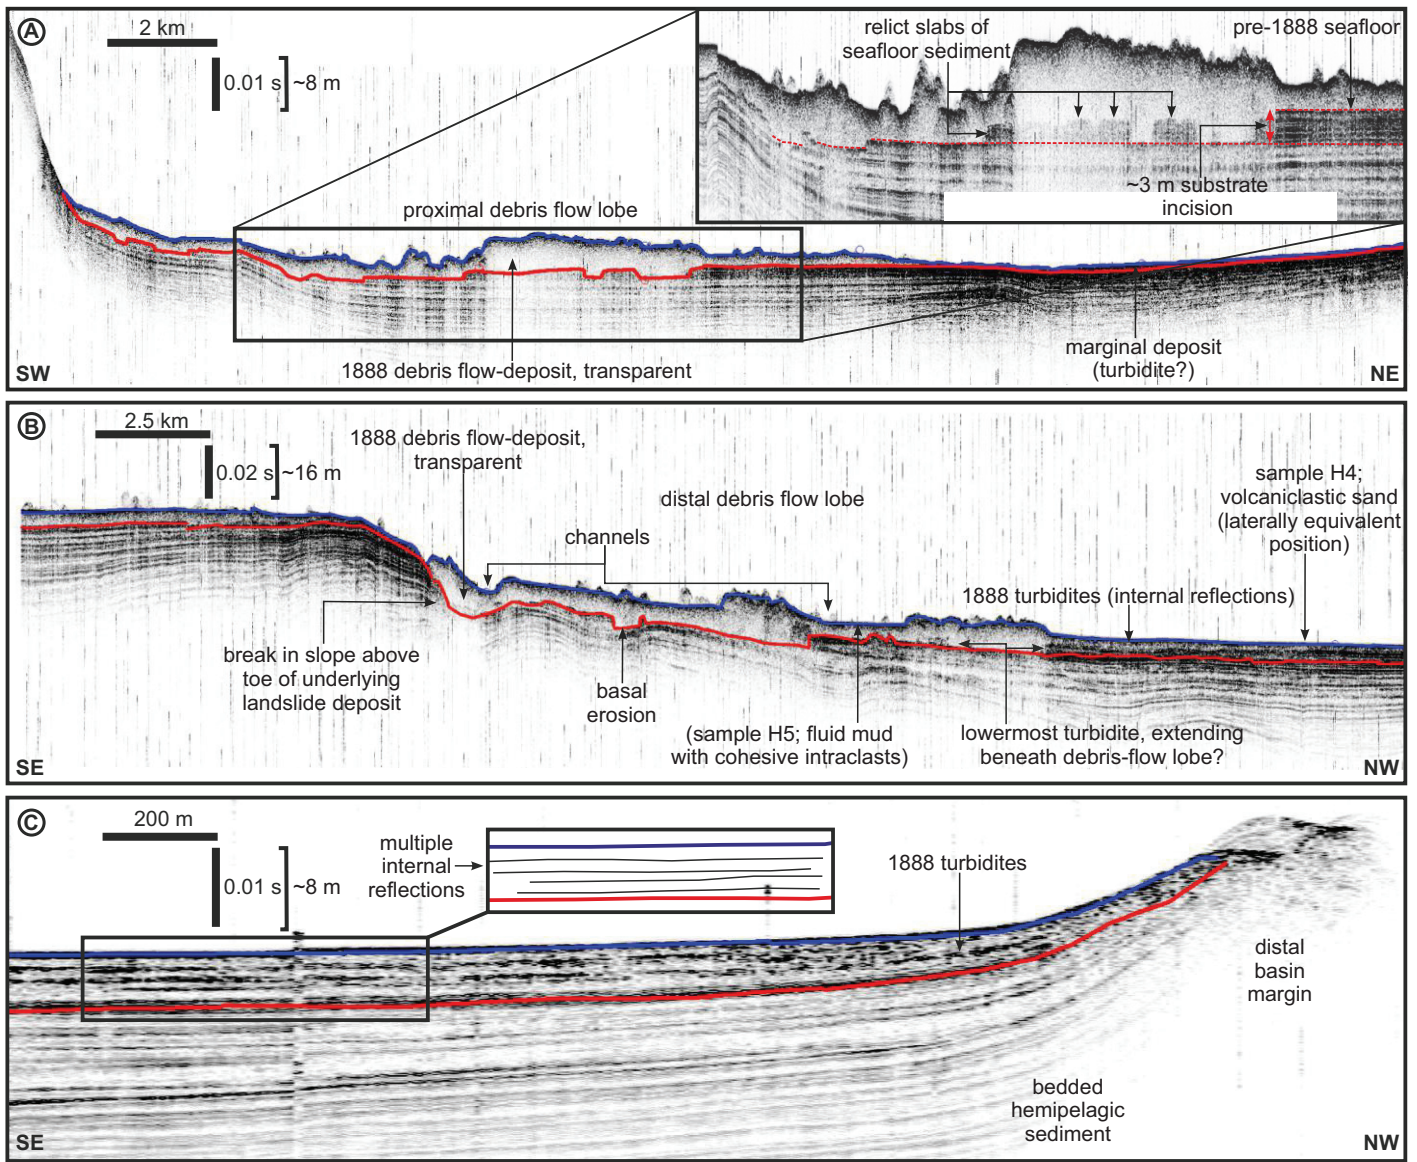 A
2 km
0.01 s
~8 m
relict slabs of
seafloor sediment
pre-1888 seafloor
~3 m substrate
incision
proximal debris flow lobe
1888 debris flow-deposit, transparent
marginal deposit
(turbidite?)
SW
NE
B
2.5 km
0.02 s
~16 m
1888 debris flow-deposit,
transparent
distal debris flow lobe
channels
sample H4;
volcaniclastic sand
(laterally equivalent
position)
1888 turbidites (internal reflections)
break in slope above
toe of underlying
landslide deposit
basal
erosion
(sample H5; fluid mud
with cohesive intraclasts)
lowermost turbidite, extending
beneath debris-flow lobe?
SE
NW
C
200 m
0.01 s
~8 m
multiple
internal
reflections
1888 turbidites
distal
basin
margin
bedded
hemipelagic
sediment
SE
NW